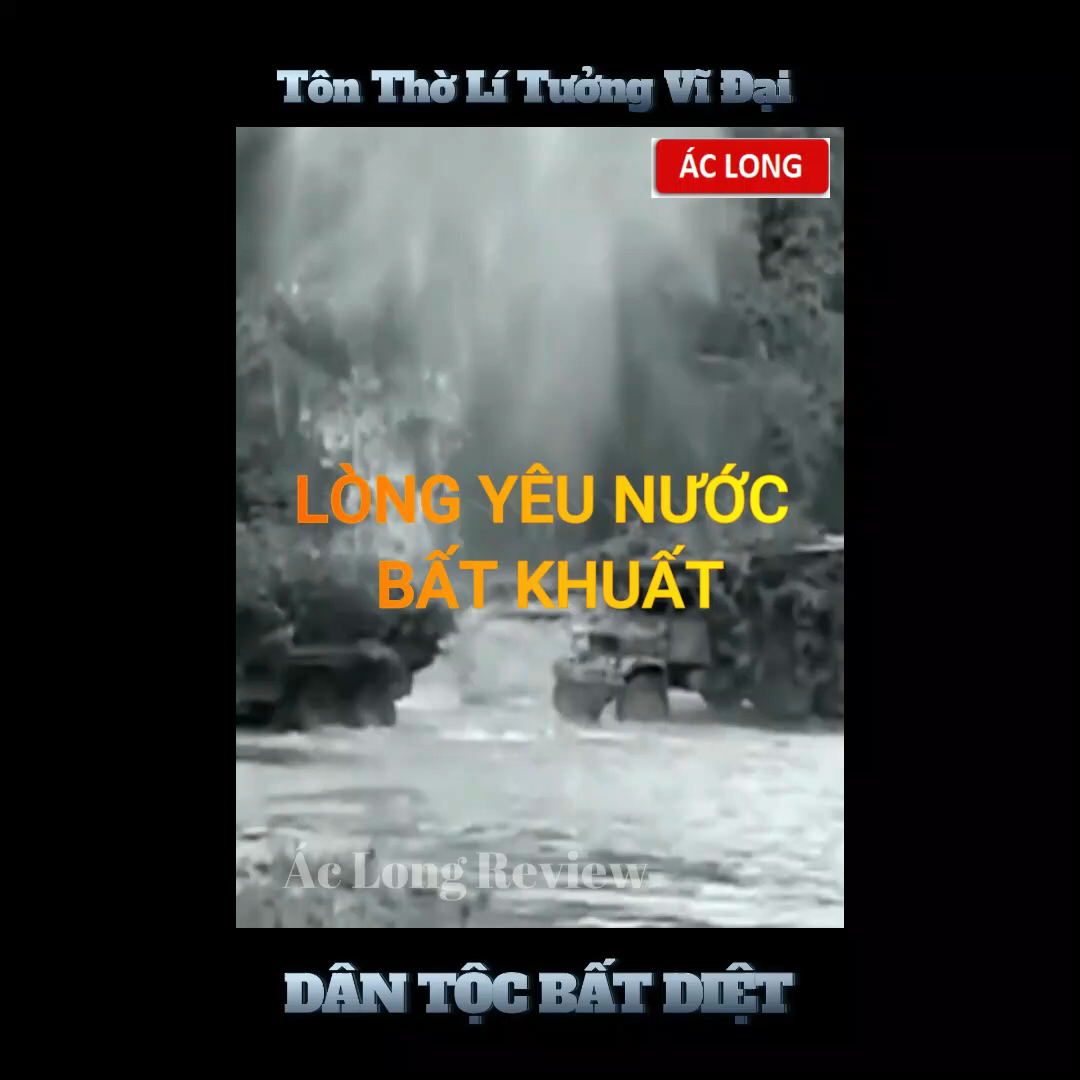 Tôn Thờ Lí Tưởng Vĩ Đại
ÁC LONG
LÒNG YÊU NƯỚC
BẤT KHUẤT
Ác Long Review
DÂN TỘC BẤT DIỆT